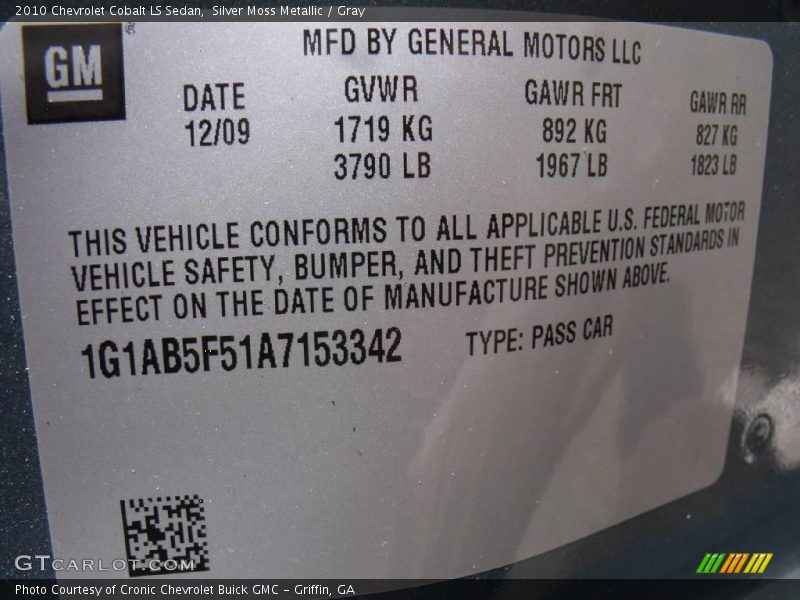 2010 Chevrolet Cobalt LS Sedan,  Silver Moss Metallic / Gray
GM
®
MFD BY GENERAL MOTORS LLC
DATE GVWR GAWR FRT GAWR RR
12/09 1719 KG 892 KG 827 KG
3790 LB 1967 LB 1823 LB
THIS VEHICLE CONFORMS TO ALL APPLICABLE U.S. FEDERAL MOTOR
VEHICLE SAFETY, BUMPER, AND THEFT PREVENTION STANDARDS IN
EFFECT ON THE DATE OF MANUFACTURE SHOWN ABOVE.
1G1AB5F51A7153342 TYPE: PASS CAR
GTCARLOT.COM
Photo Courtesy of Cronic Chevrolet Buick GMC – Griffin, GA